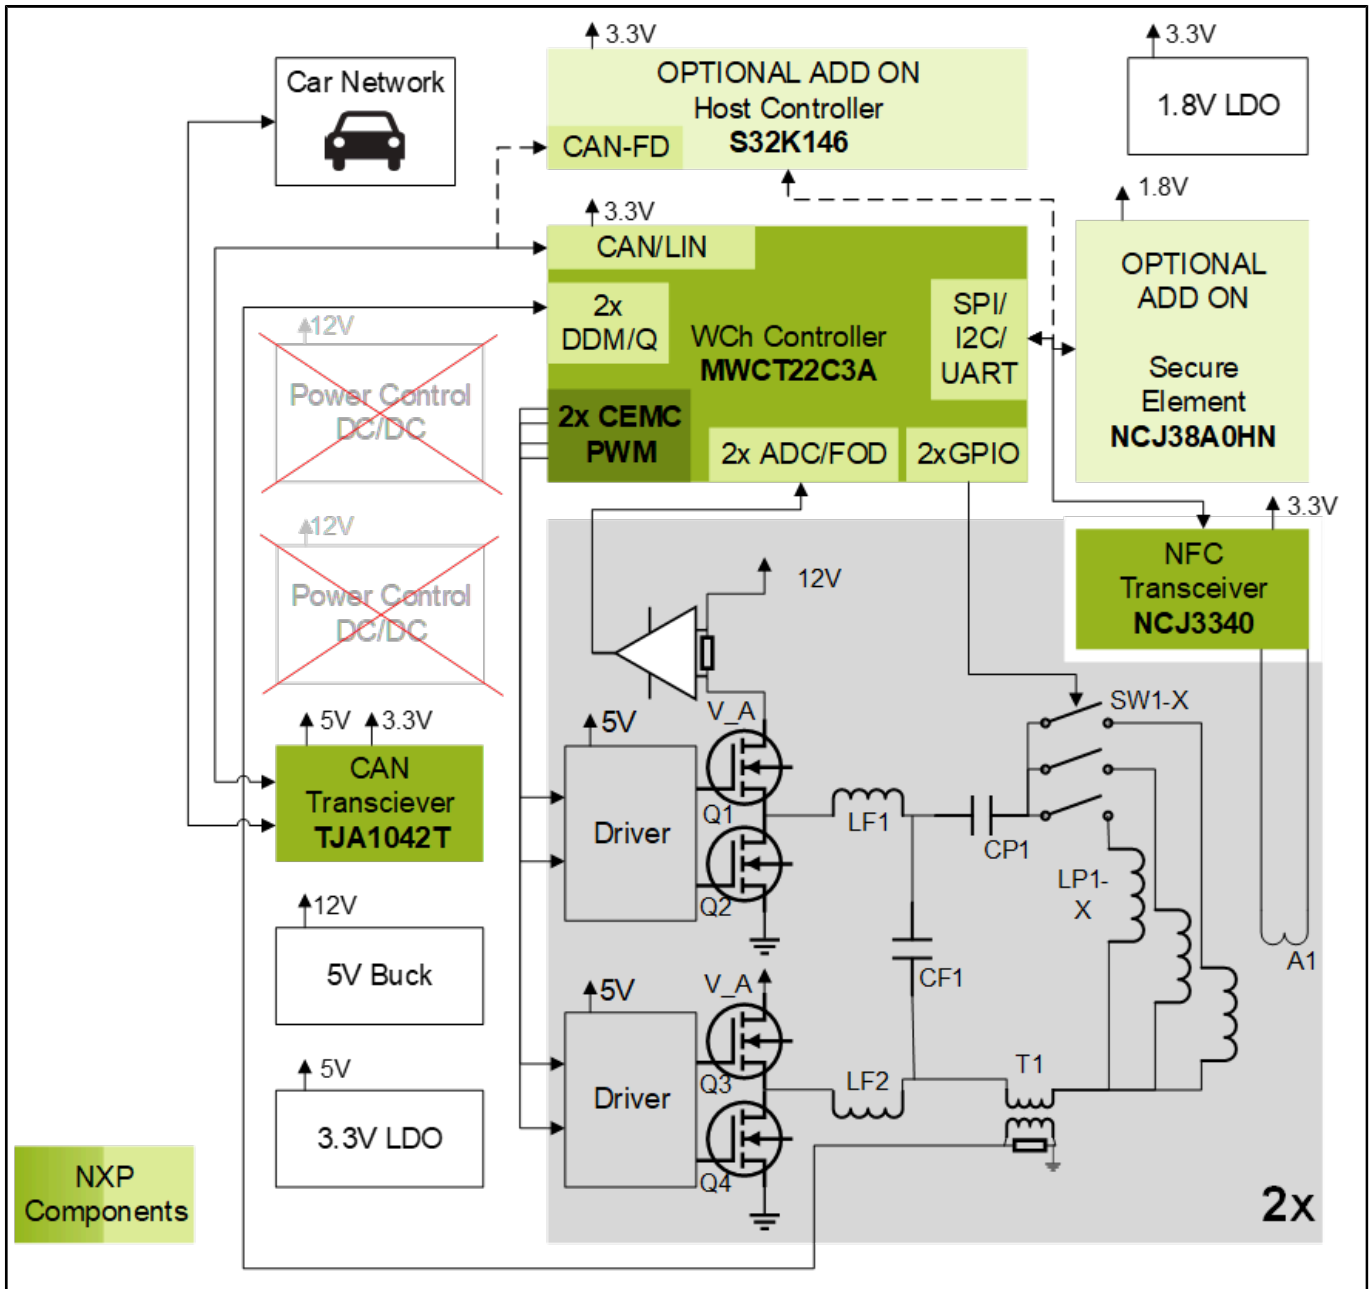 3.3V
Car Network
OPTIONAL ADD ON
Host Controller
S32K146
CAN-FD
3.3V
1.8V LDO
3.3V
CAN/LIN
2x
DDM/Q
WCh Controller
MWCT22C3A
SPI/
I2C/
UART
2x CEMC
PWM
2x ADC/FOD
2xGPIO
1.8V
OPTIONAL
ADD ON
Secure
Element
NCJ38A0HN
12V
Power Control
DC/DC
12V
Power Control
DC/DC
3.3V
NFC
Transceiver
NCJ3340
12V
5V
3.3V
CAN
Transciever
TJA1042T
V_A
5V
Driver
Q1
Q2
LF1
CP1
SW1-X
LP1-
X
CF1
A1
12V
5V Buck
5V
3.3V LDO
V_A
5V
Driver
Q3
Q4
LF2
T1
2x
NXP
Components